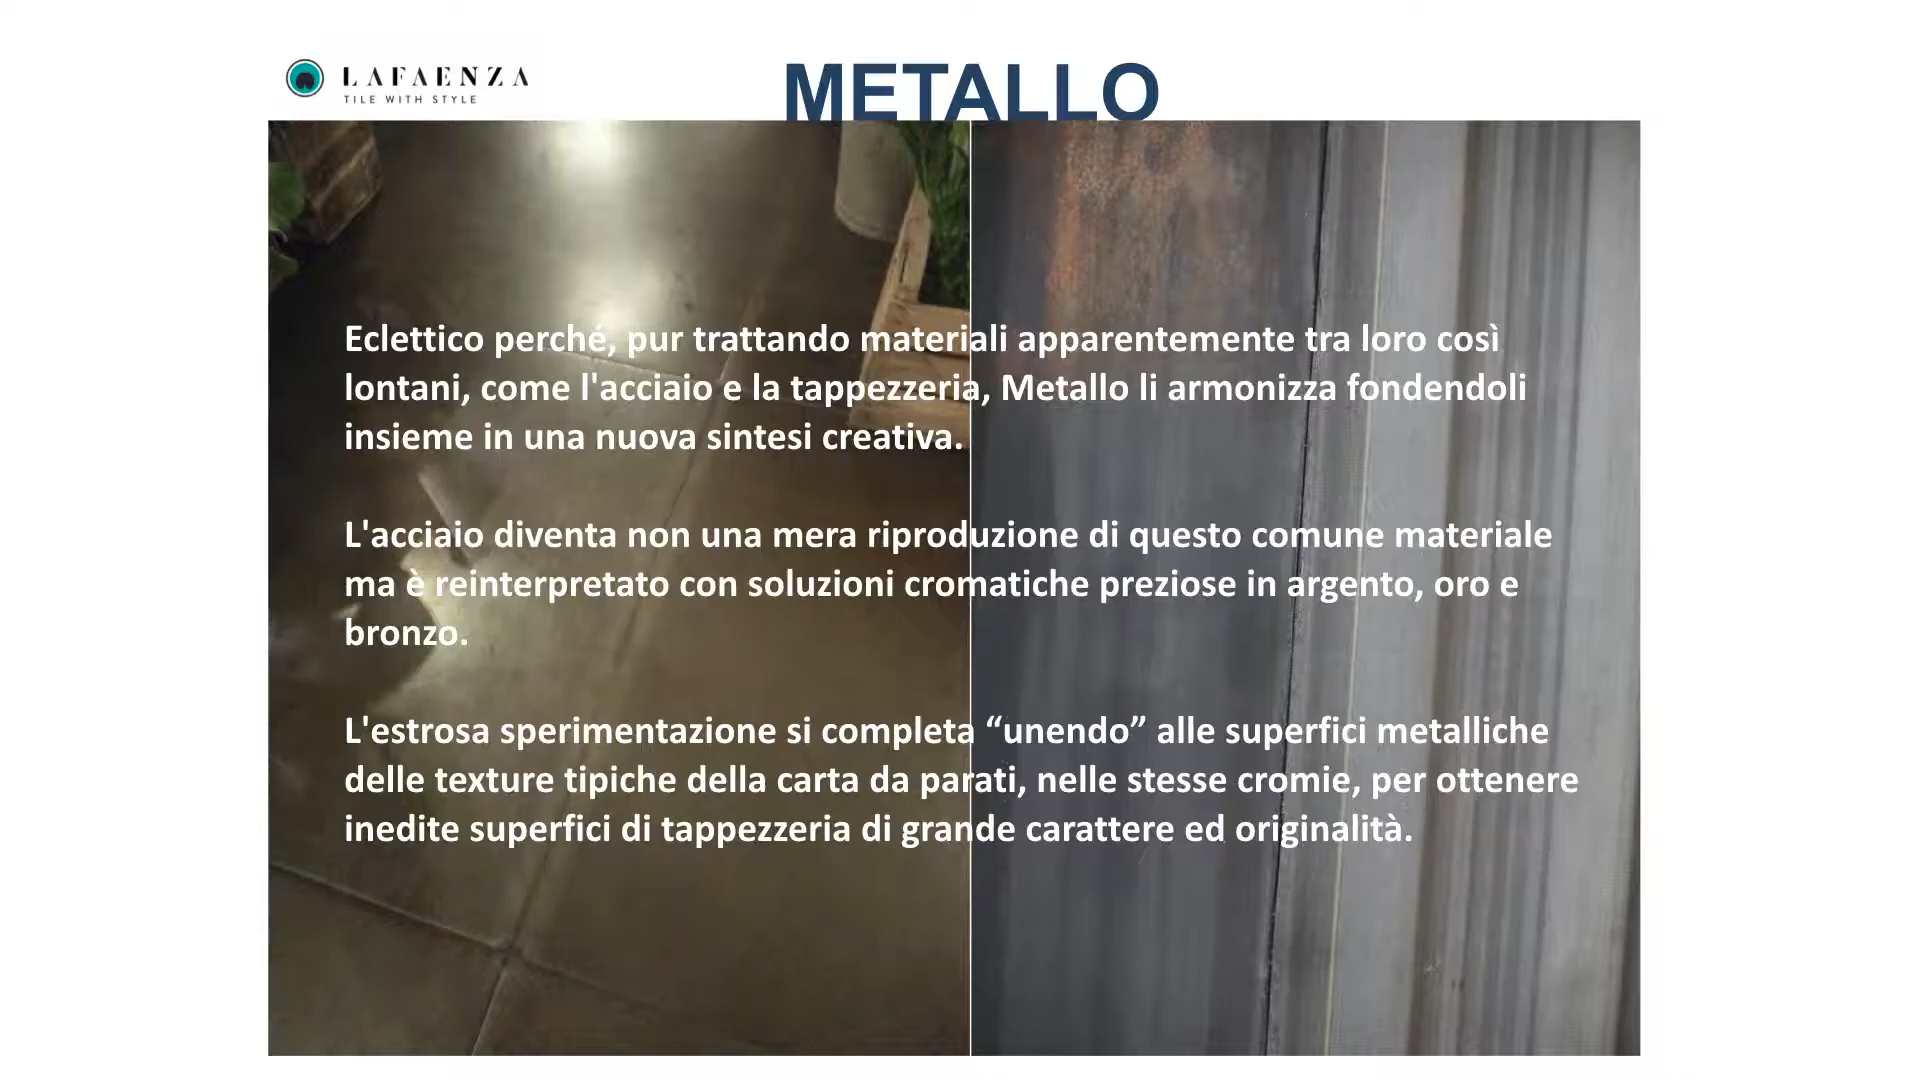 LAFAENZA
TILE WITH STYLE
METALLO
Eclettico perché, pur trattando materiali apparentemente tra loro così
lontani, come l'acciaio e la tappezzeria, Metallo li armonizza fondendoli
insieme in una nuova sintesi creativa.
L'acciaio diventa non una mera riproduzione di questo comune materiale
ma è reinterpretato con soluzioni cromatiche preziose in argento, oro e
bronzo.
L'estrosa sperimentazione si completa “unendo” alle superfici metalliche
delle texture tipiche della carta da parati, nelle stesse cromie, per ottenere
inedite superfici di tappezzeria di grande carattere ed originalità.